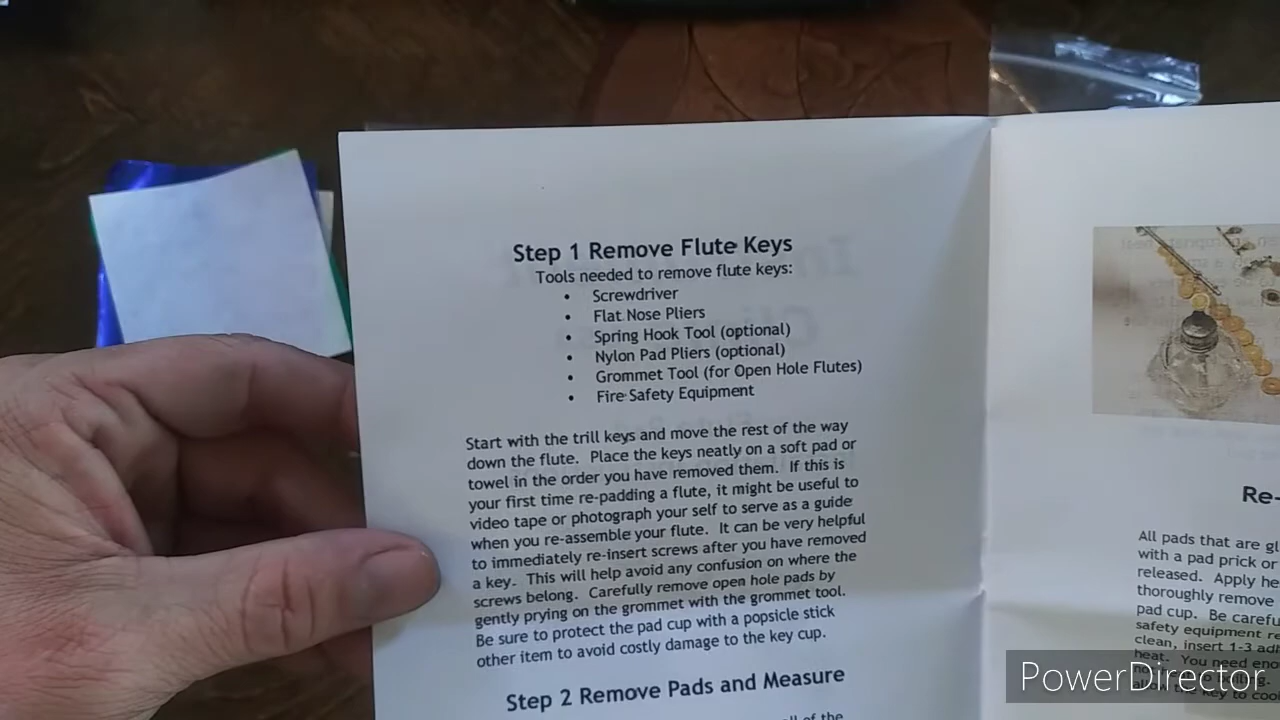 Step 1 Remove Flute Keys
Tools needed to remove flute keys:
• Screwdriver
• Flat Nose Pliers
• Spring Hook Tool (optional)
• Nylon Pad Pliers (optional)
• Grommet Tool (for Open Hole Flutes)
• Fire Safety Equipment
Start with the trill keys and move the rest of the way
down the flute. Place the keys neatly on a soft pad or
towel in the order you have removed them. If this is
your first time re-padding a flute, it might be useful to
video tape or photograph your self to serve as a guide
when you re-assemble your flute. It can be very helpful
to immediately re-insert screws after you have removed
a key. This will help avoid any confusion on where the
screws belong. Carefully remove open hole pads by
gently prying on the grommet with the grommet tool.
Be sure to protect the pad cup with a popsicle stick
other item to avoid costly damage to the key cup.
Step 2 Remove Pads and Measure
of the
Re-
All pads that are gl
with a pad prick or
released. Apply he
thoroughly remove
pad cup. Be carefu
safety equipment re
clean, insert 1-3 adh
heat. You need eno
allow the key to coo
PowerDirector